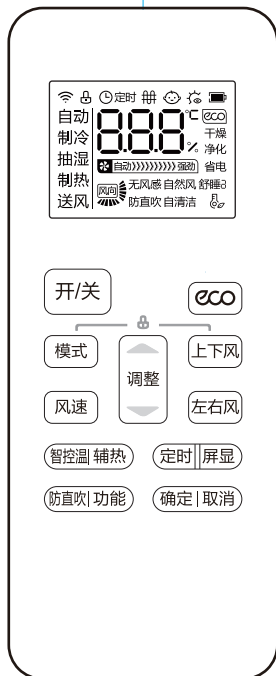 定时
自动 888 ℃ eco
制冷 % 干燥
抽湿 净化
自动 强劲 省电
制热 风向 无风感 自然风 舒睡3
送风 防直吹 自清洁
开/关 eco
模式 上下风
调整
风速 左右风
智控温|辅热 定时||屏显
防直吹|功能 确定|取消